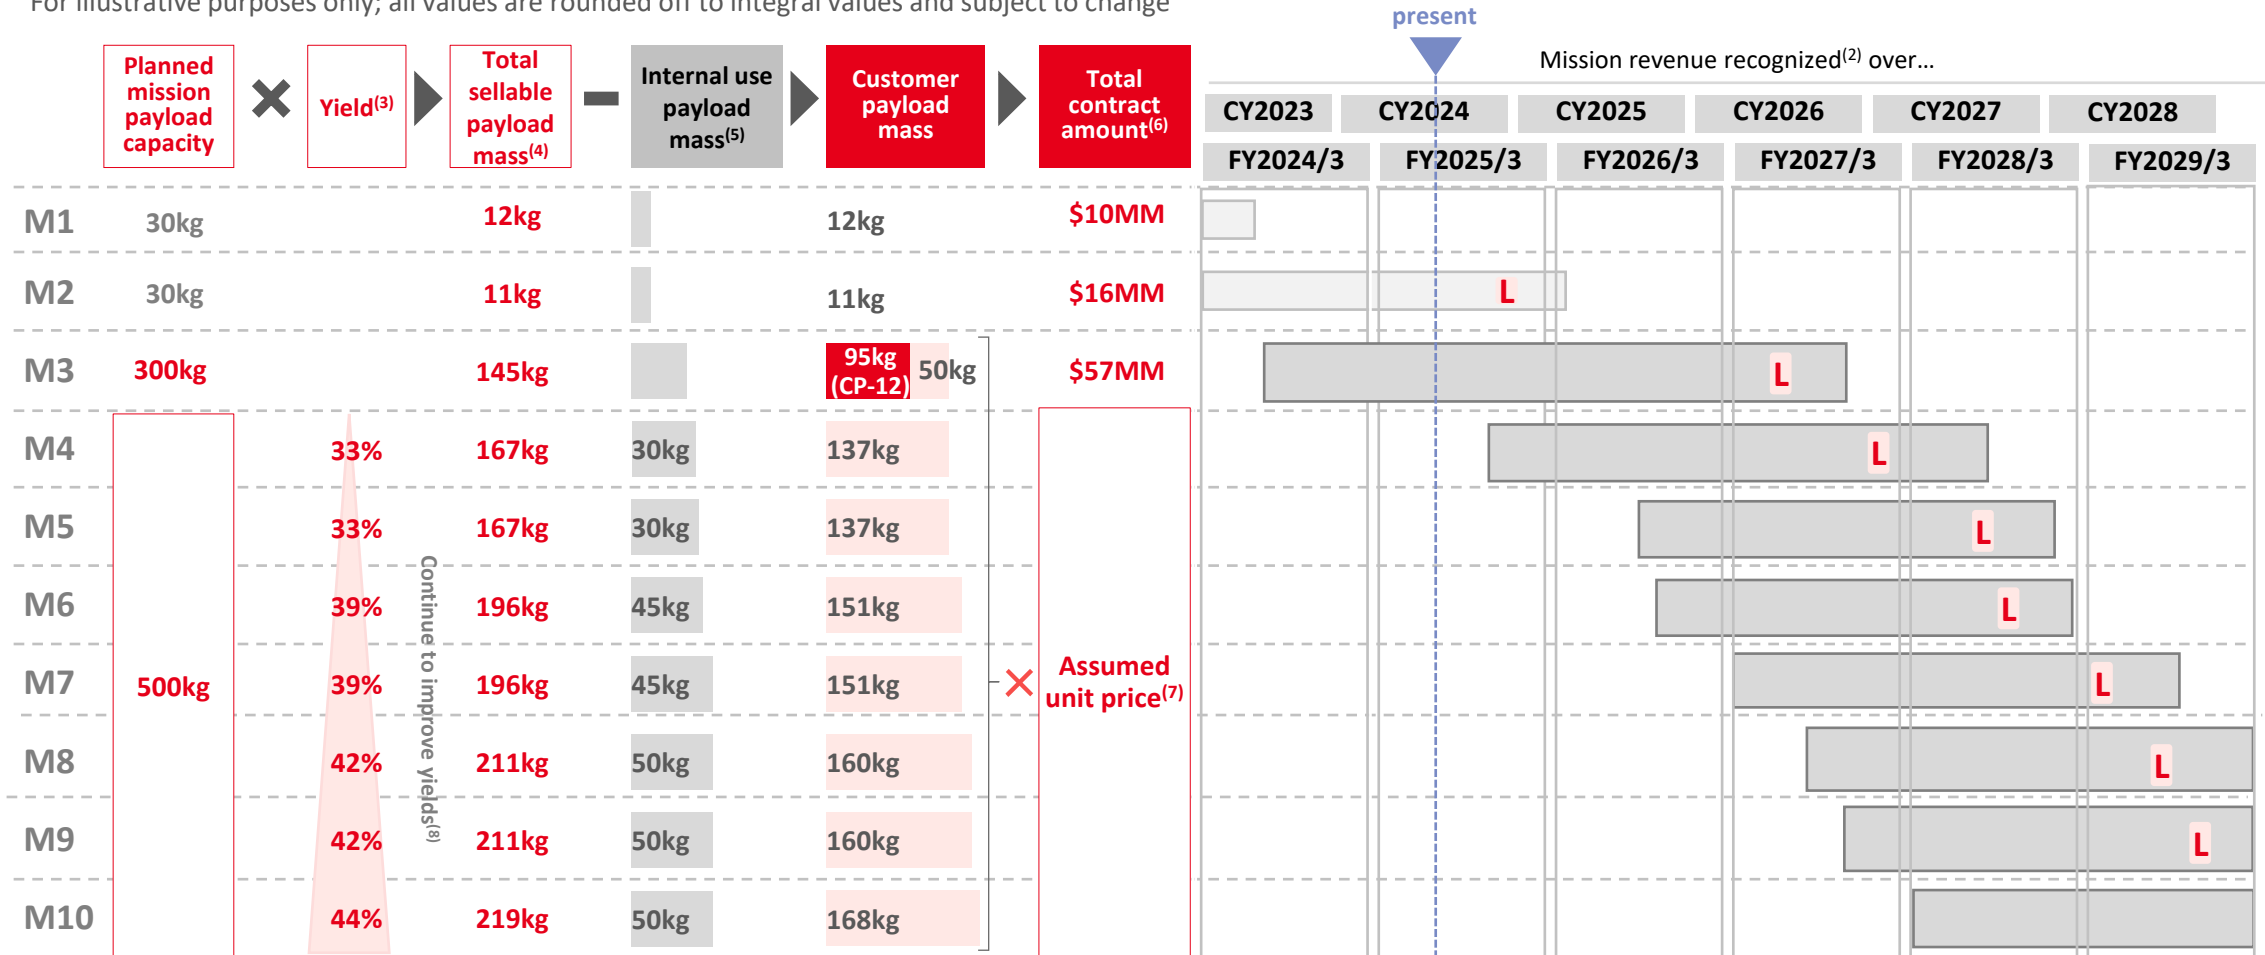 For illustrative purposes only; all values are rounded off to integral values and subject to change
present
Mission revenue recognized(2) over…
Planned
mission
payload
capacity
Yield(3)
Total
sellable
payload
mass(4)
Internal use
payload
mass(5)
Customer
payload
mass
Total
contract
amount(6)
CY2023 CY2024 CY2025 CY2026 CY2027 CY2028
FY2024/3 FY2025/3 FY2026/3 FY2027/3 FY2028/3 FY2029/3
M1 30kg 12kg 12kg $10MM
M2 30kg 11kg 11kg $16MM L
M3 300kg 145kg 95kg
(CP-12) 50kg $57MM L
M4 33% 167kg 30kg 137kg L
M5 33% 167kg 30kg 137kg L
M6 39% 196kg 45kg 151kg L
M7 500kg 39% 196kg 45kg 151kg L
Assumed
unit price(7)
M8 42% 211kg 50kg 160kg L
M9 42% 211kg 50kg 160kg L
M10 44% 219kg 50kg 168kg
Continue to improve yields(8)